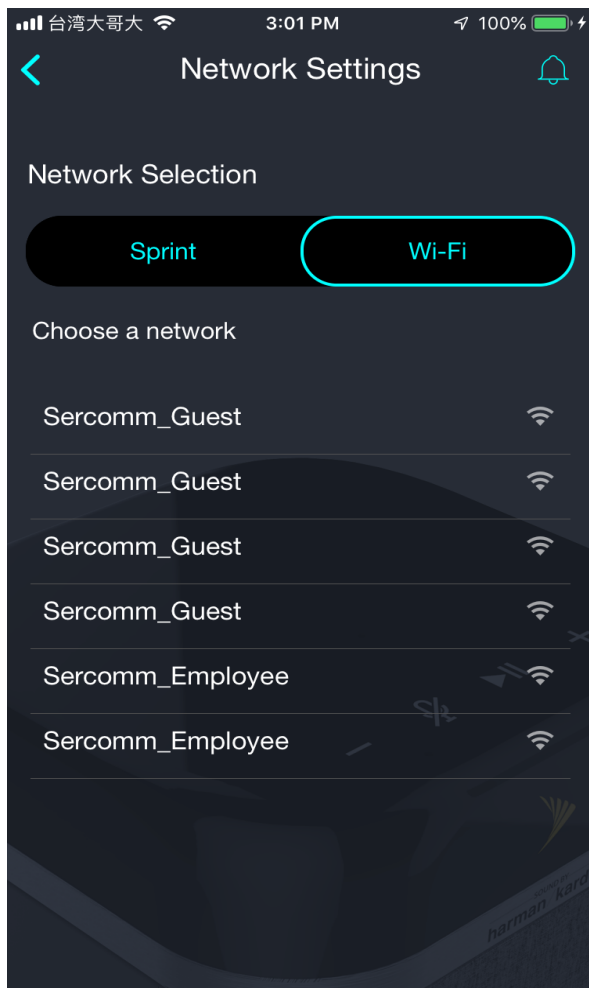 台湾大哥大 3:01 PM 100%
Network Settings
Network Selection
Sprint Wi-Fi
Choose a network
Sercomm_Guest
Sercomm_Guest
Sercomm_Guest
Sercomm_Guest
Sercomm_Employee
Sercomm_Employee
harman kard